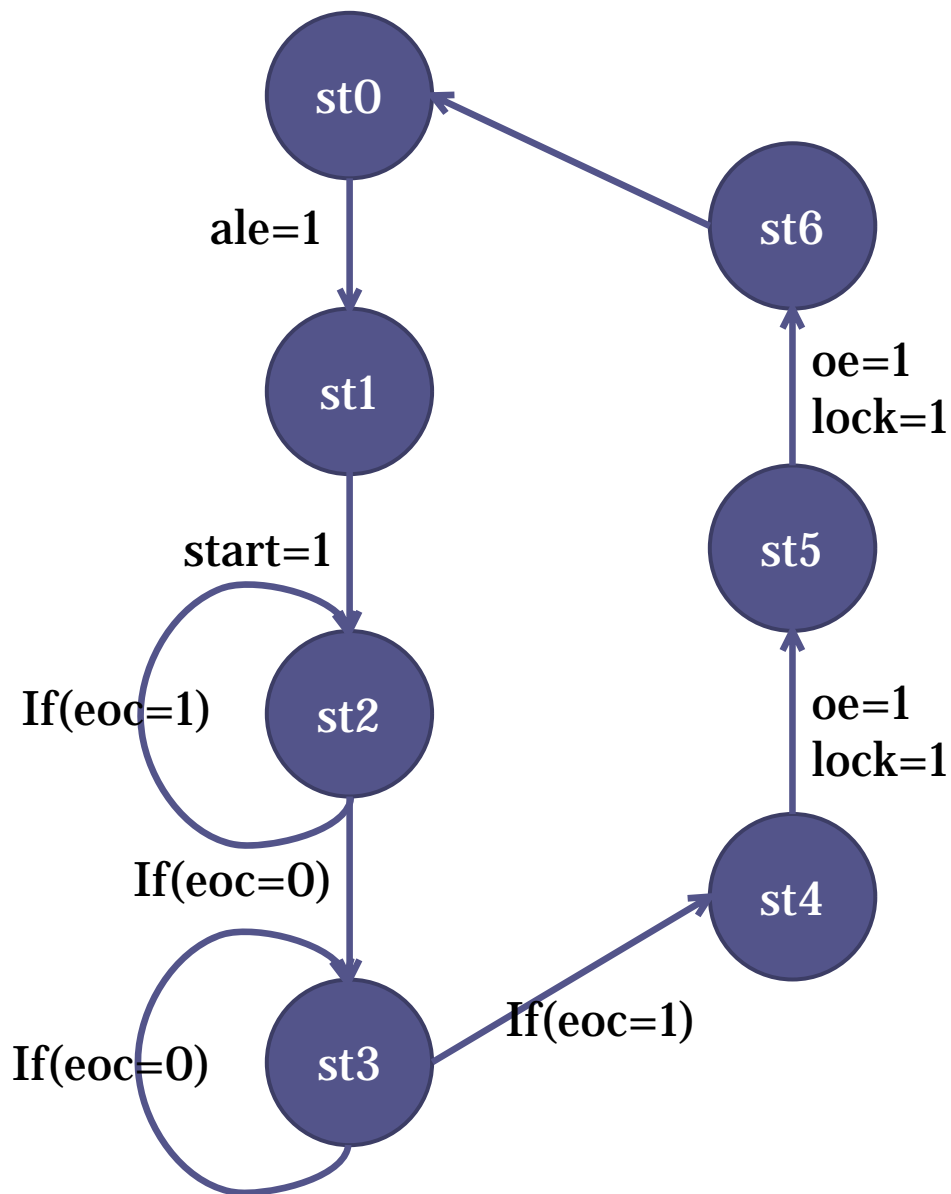 st0
ale=1
st6
st1
oe=1
lock=1
start=1
st5
If(eoc=1)
st2
oe=1
lock=1
If(eoc=0)
st4
If(eoc=1)
If(eoc=0)
st3